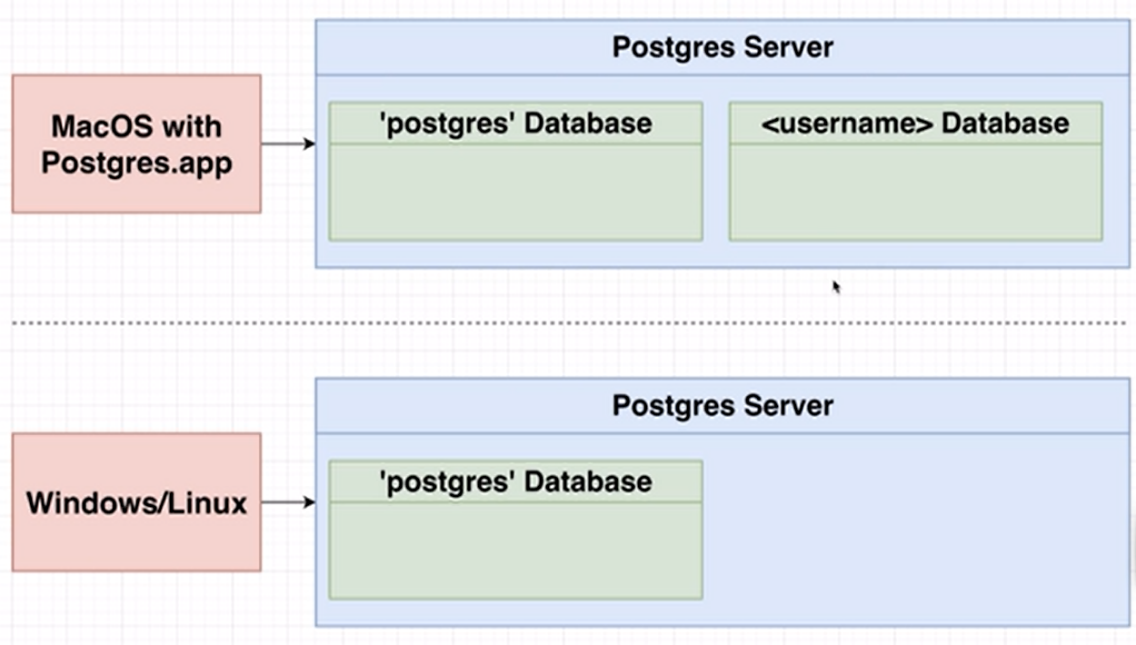 Postgres Server
MacOS with
Postgres.app
'postgres' Database
<username> Database
Postgres Server
Windows/Linux
'postgres' Database